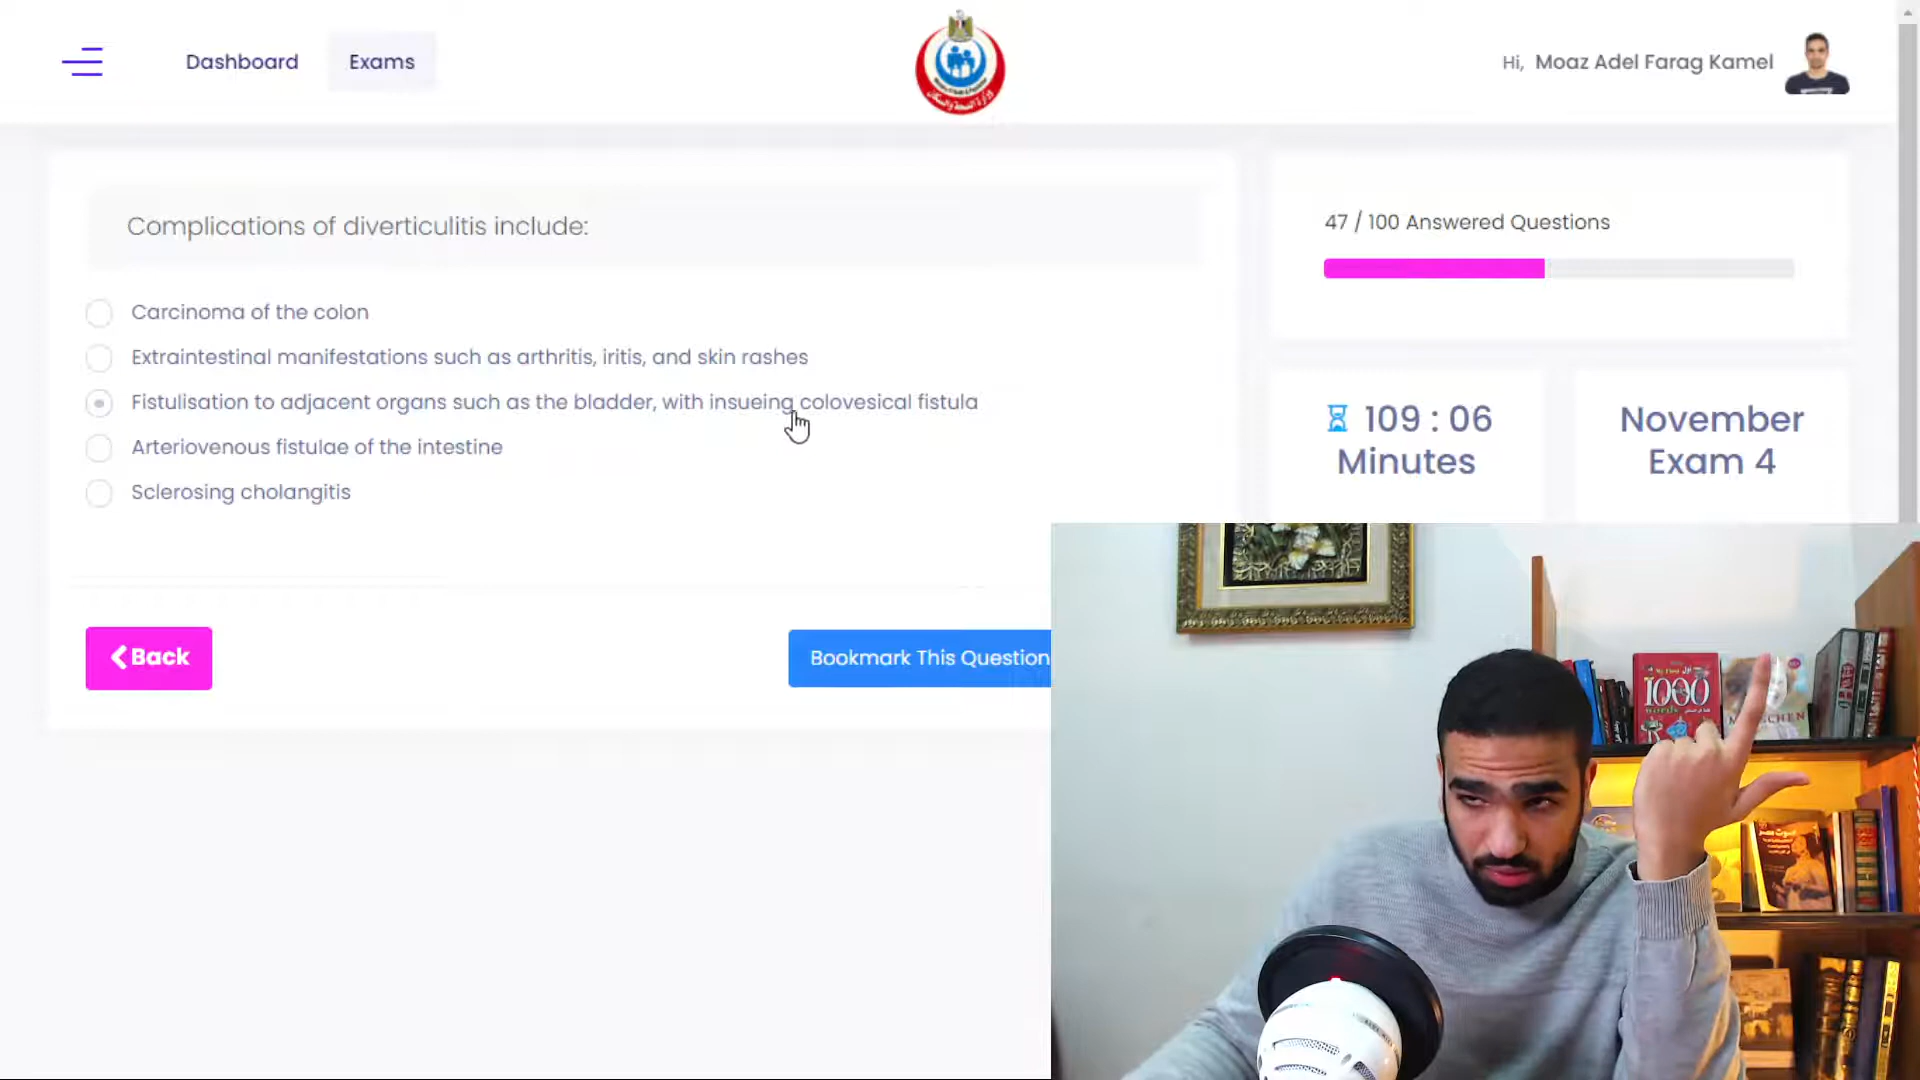 Dashboard
Exams
Hi, Moaz Adel Farag Kamel
Complications of diverticulitis include:
Carcinoma of the colon
Extraintestinal manifestations such as arthritis, iritis, and skin rashes
Fistulisation to adjacent organs such as the bladder, with insueing colovesical fistula
Arteriovenous fistulae of the intestine
Sclerosing cholangitis
Back
Bookmark This Question
47 / 100 Answered Questions
109 : 06
Minutes
November
Exam 4
1000
words